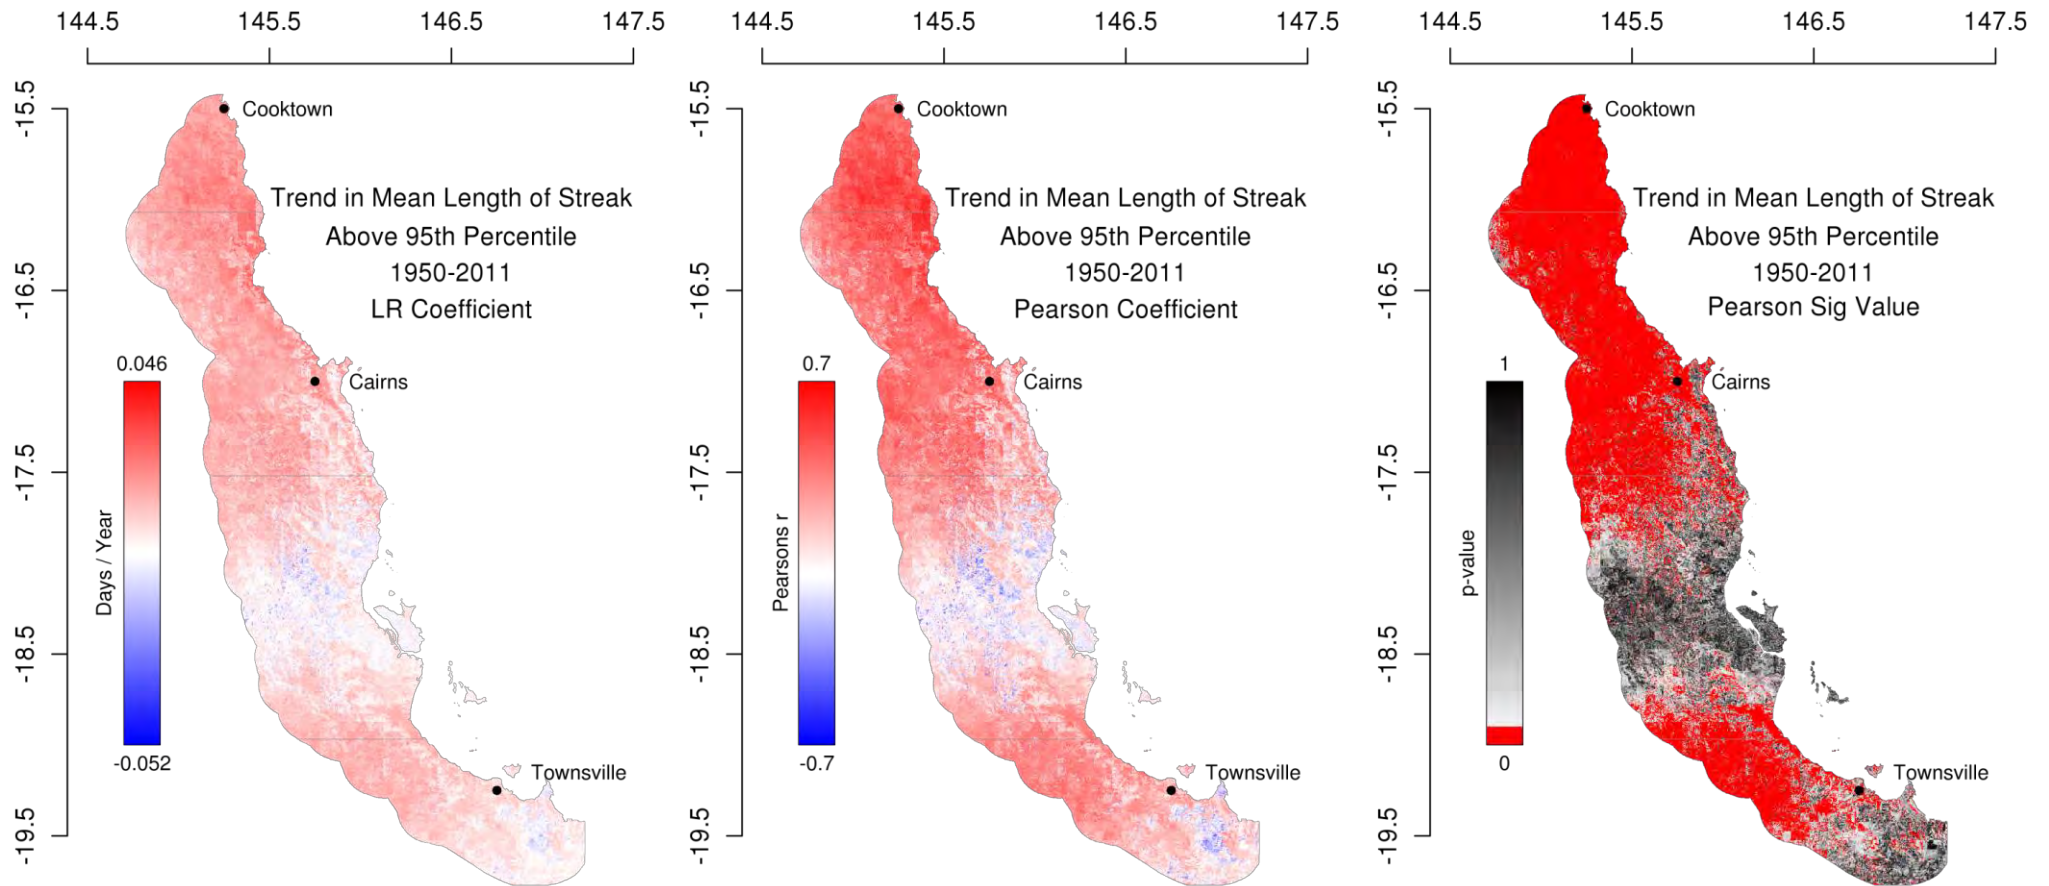 144.5 145.5 146.5 147.5
-15.5
-16.5
-17.5
-18.5
-19.5
Cooktown
Trend in Mean Length of Streak
Above 95th Percentile
1950-2011
LR Coefficient
0.046
Days / Year
-0.052
Cairns
Townsville
144.5 145.5 146.5 147.5
-15.5
-16.5
-17.5
-18.5
-19.5
Cooktown
Trend in Mean Length of Streak
Above 95th Percentile
1950-2011
Pearson Coefficient
0.7
Pearsons r
-0.7
Cairns
Townsville
144.5 145.5 146.5 147.5
-15.5
-16.5
-17.5
-18.5
-19.5
Cooktown
Trend in Mean Length of Streak
Above 95th Percentile
1950-2011
Pearson Sig Value
1
p-value
0
Cairns
Townsville